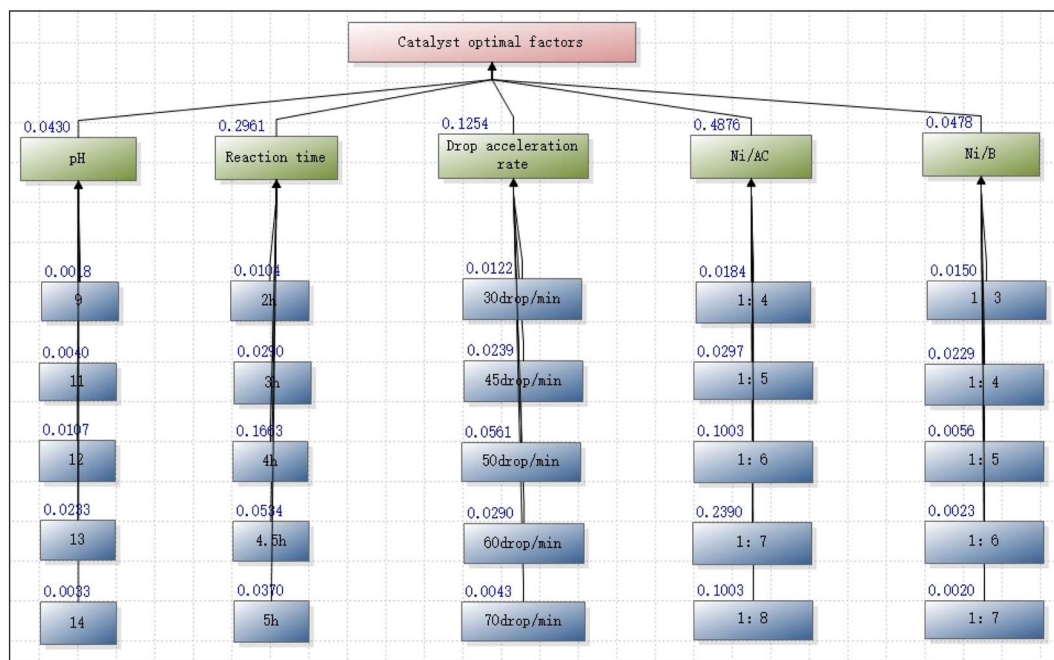 Catalyst optimal factors
0.0430
0.2961
0.1254
0.4876
0.0478
pH
Reaction time
Drop acceleration
rate
Ni/AC
Ni/B
0.0018
0.0104
0.0122
0.0184
0.0150
9
2h
30drop/min
1: 4
1: 3
0.0040
0.0290
0.0239
0.0297
0.0229
11
3h
45drop/min
1: 5
1: 4
0.0107
0.1663
0.0561
0.1003
0.0056
12
4h
50drop/min
1: 6
1: 5
0.0233
0.0534
0.0290
0.2390
0.0023
13
4.5h
60drop/min
1: 7
1: 6
0.0033
0.0370
0.0043
0.1003
0.0020
14
5h
70drop/min
1: 8
1: 7